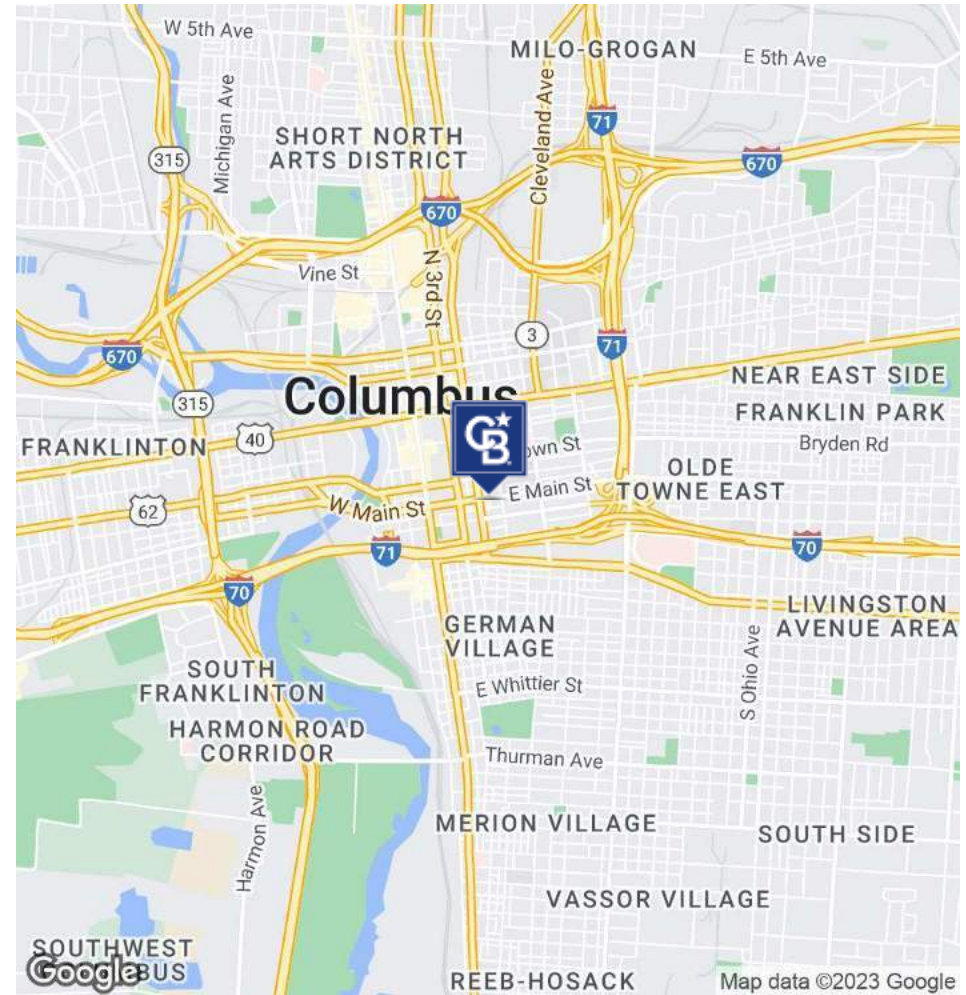 W 5th Ave
MILO-GROGAN
E 5th Ave
Michigan Ave
Cleveland Ave
71
SHORT NORTH
ARTS DISTRICT
315
670
670
Vine St
N 3rd St
3
71
670
Columbus
NEAR EAST SIDE
315
FRANKLIN PARK
40
CB
FRANKLINTON
own St
Bryden Rd
OLDE
TOWNE EAST
E Main St
62
W Main St
71
70
70
LIVINGSTON
AVENUE AREA
GERMAN
VILLAGE
S Ohio Ave
SOUTH
FRANKLINTON
E Whittier St
HARMON ROAD
CORRIDOR
Thurman Ave
Harmon Ave
MERION VILLAGE
SOUTH SIDE
VASSOR VILLAGE
SOUTHWEST
BUS
Google
REEB-HOSACK
Map data ©2023 Google